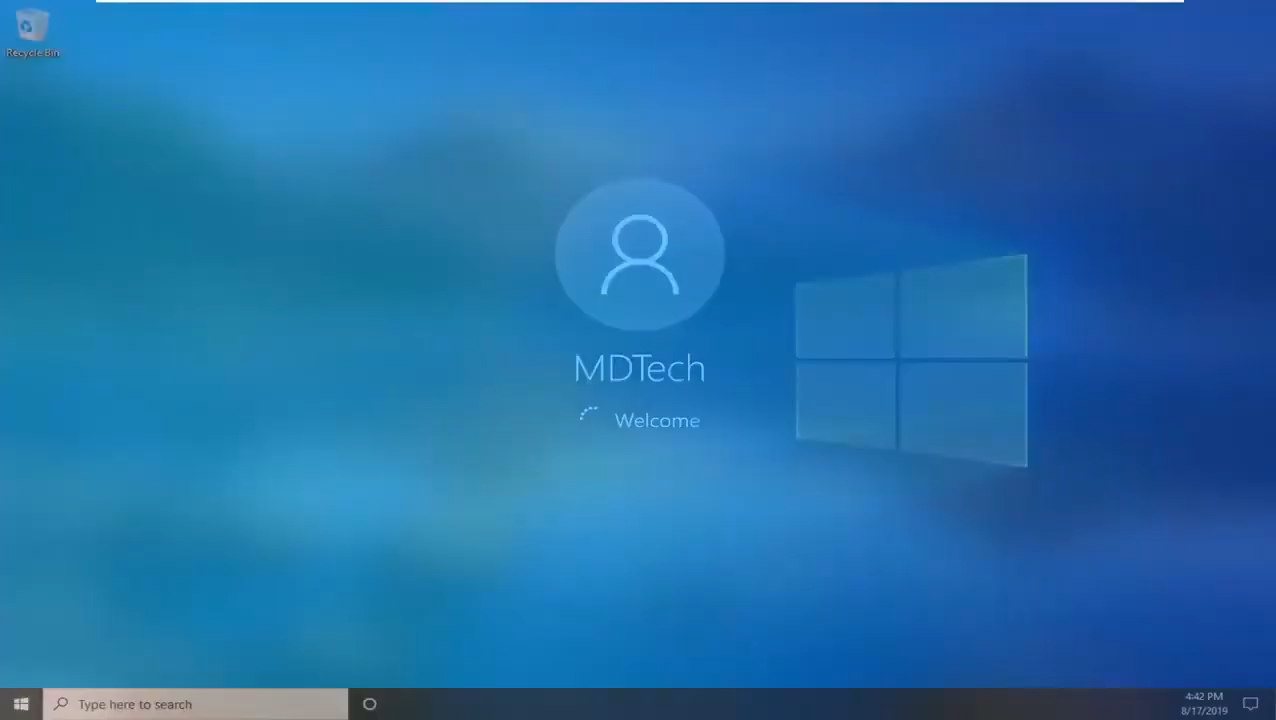 Recycle Bin
MDTech
Welcome
Type here to search
4:42 PM
8/17/2019